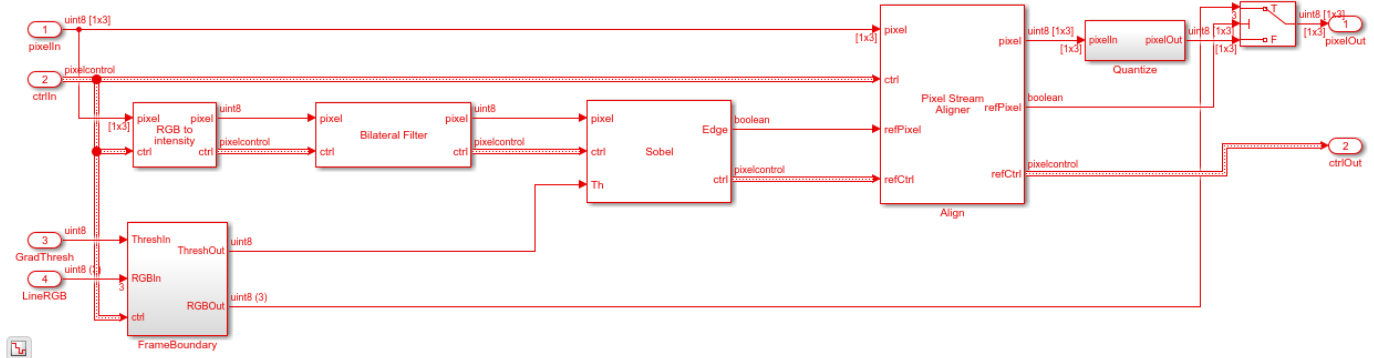 1
pixelIn
uint8 [1x3]
2
ctrlIn
pixelcontrol
pixel
[1x3]
ctrl
RGB to
intensity
pixel
ctrl
uint8
pixelcontrol
pixel
ctrl
Bilateral Filter
pixel
ctrl
uint8
pixelcontrol
pixel
ctrl
Th
Sobel
Edge
ctrl
boolean
pixelcontrol
pixel
[1x3]
ctrl
refPixel
refCtrl
Pixel Stream
Aligner
pixel
refPixel
refCtrl
Align
uint8 [1x3]
[1x3]
boolean
pixelcontrol
pixelIn
pixelOut
Quantize
uint8 [1x3]
[1x3]
3
T
F
uint8 [1x3]
[1x3]
1
pixelOut
2
ctrlOut
3
GradThresh
uint8
4
LineRGB
uint8 (3)
3
ThreshIn
RGBIn
ctrl
ThreshOut
RGBOut
FrameBoundary
uint8
uint8 (3)